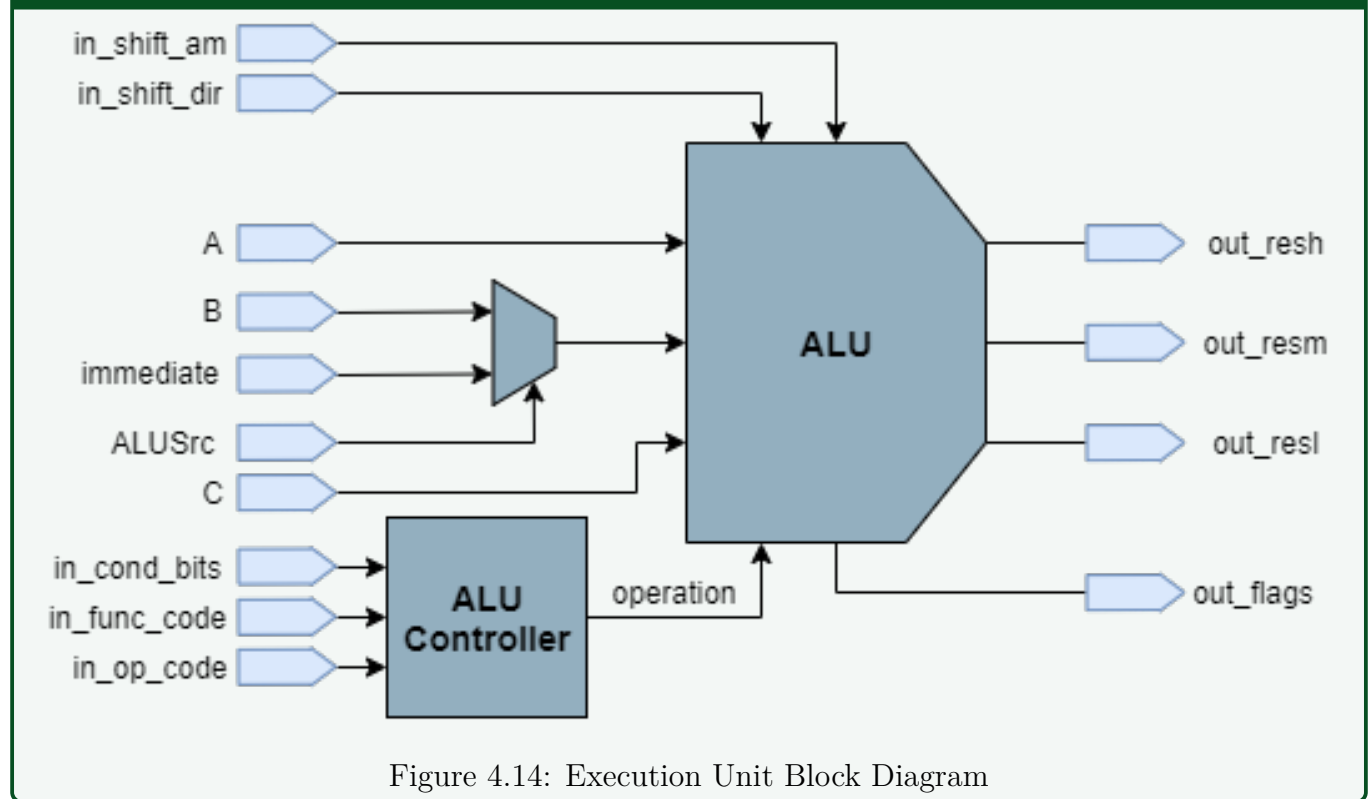 in_shift_am
in_shift_dir
A
B
immediate
ALUSrc
C
in_cond_bits
in_func_code
in_op_code
ALU
Controller
operation
ALU
out_resh
out_resm
out_resl
out_flags
Figure 4.14: Execution Unit Block Diagram